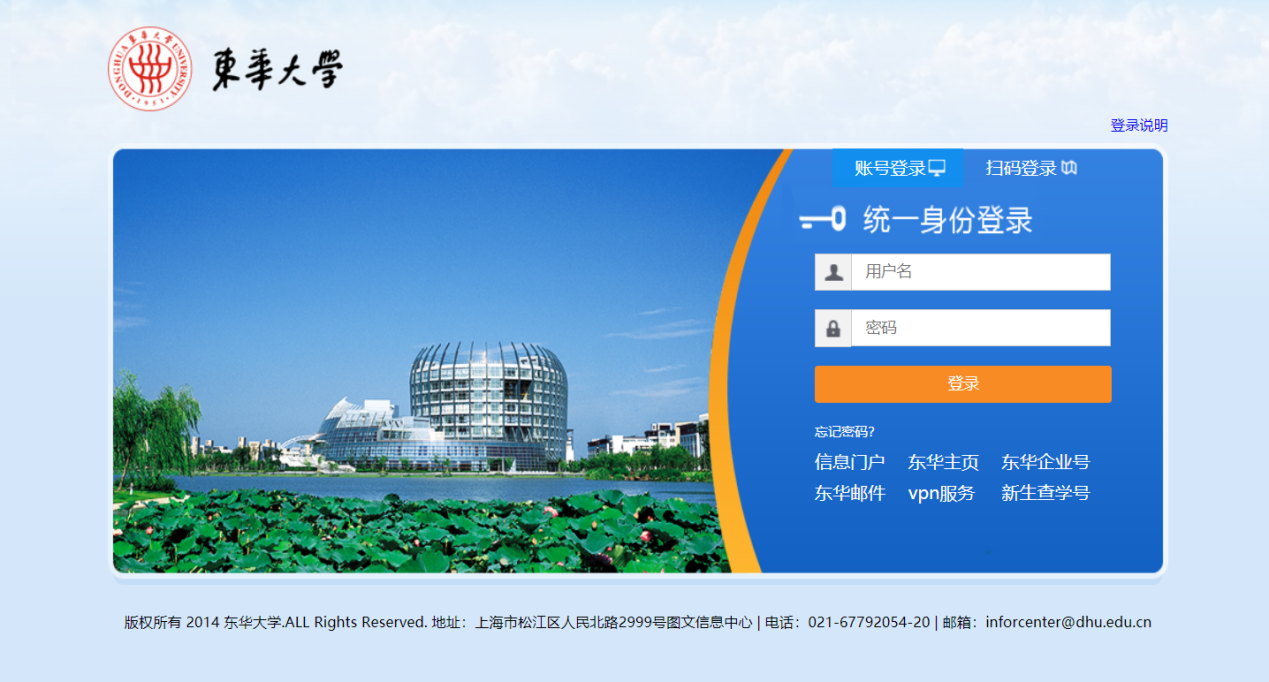 DONGHUA UNIVERSITY
1951
東華大學
登录说明
账号登录 扫码登录
统一身份登录
用户名
密码
登录
忘记密码?
信息门户 东华主页 东华企业号
东华邮件 vpn服务 新生查学号
版权所有 2014 东华大学.ALL Rights Reserved. 地址：上海市松江区人民北路2999号图文信息中心 | 电话：021-67792054-20 | 邮箱：inforcenter@dhu.edu.cn